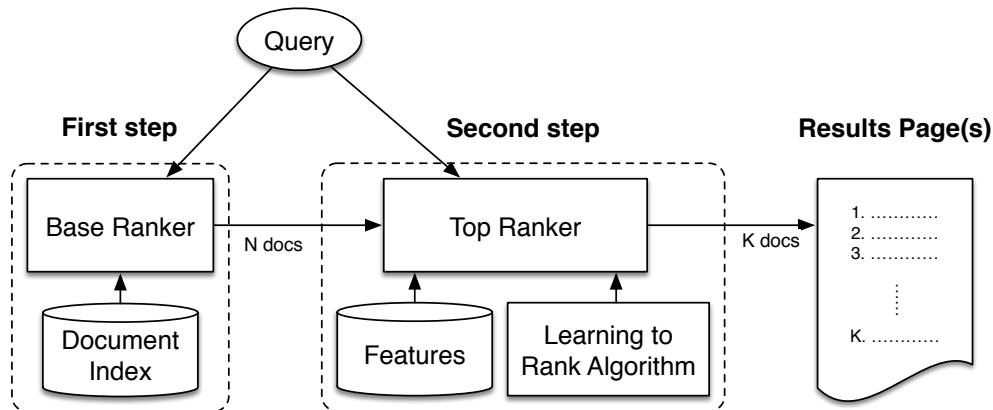 Query
First step
Second step
Results Page(s)
Base Ranker
N docs
Top Ranker
K docs
1. ............
2. ............
3. ............
K. ............
Document
Index
Features
Learning to
Rank Algorithm